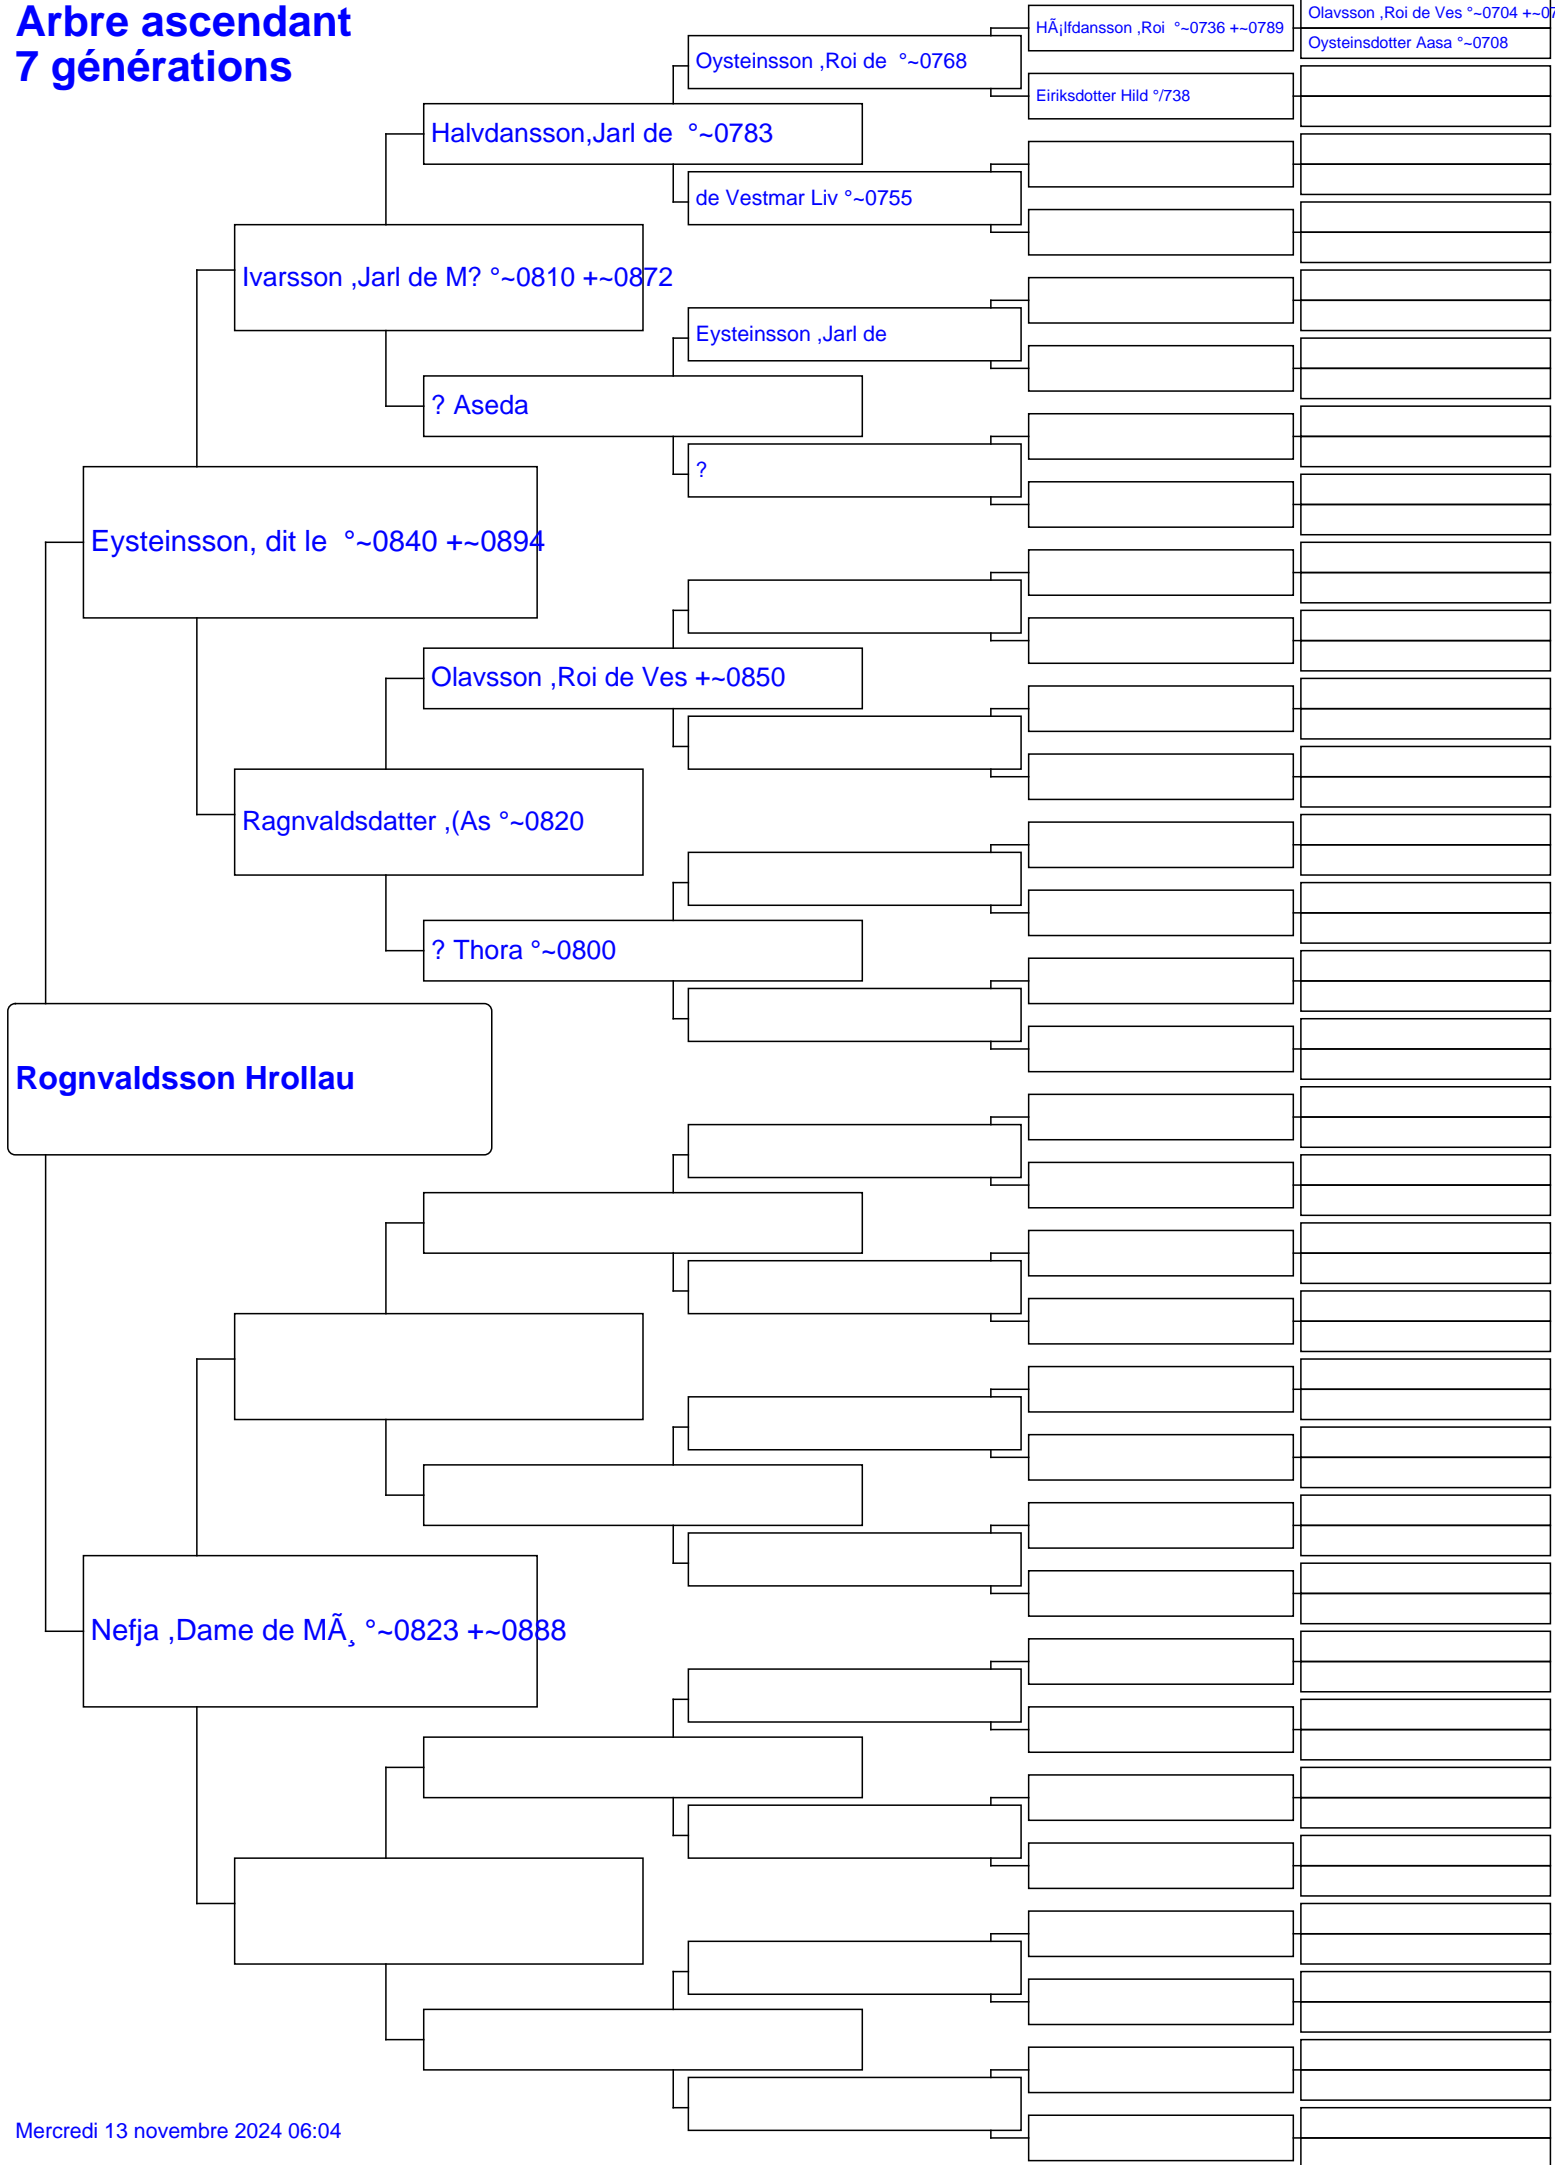 Arbre ascendant
7 générations
HÃ¡lfdansson ,Roi  °~0736 +~0789
Olavsson ,Roi de Ves °~0704 +~07
Oysteinsdotter Aasa °~0708
Oysteinsson ,Roi de  °~0768
Eiriksdotter Hild °/738
Halvdansson,Jarl de  °~0783
de Vestmar Liv °~0755
Ivarsson ,Jarl de M? °~0810 +~0872
Eysteinsson ,Jarl de
? Aseda
?
Eysteinsson, dit le  °~0840 +~0894
Olavsson ,Roi de Ves +~0850
Ragnvaldsdatter ,(As °~0820
? Thora °~0800
Rognvaldsson Hrollau
Nefja ,Dame de MÃ¸ °~0823 +~0888
Mercredi 13 novembre 2024 06:04